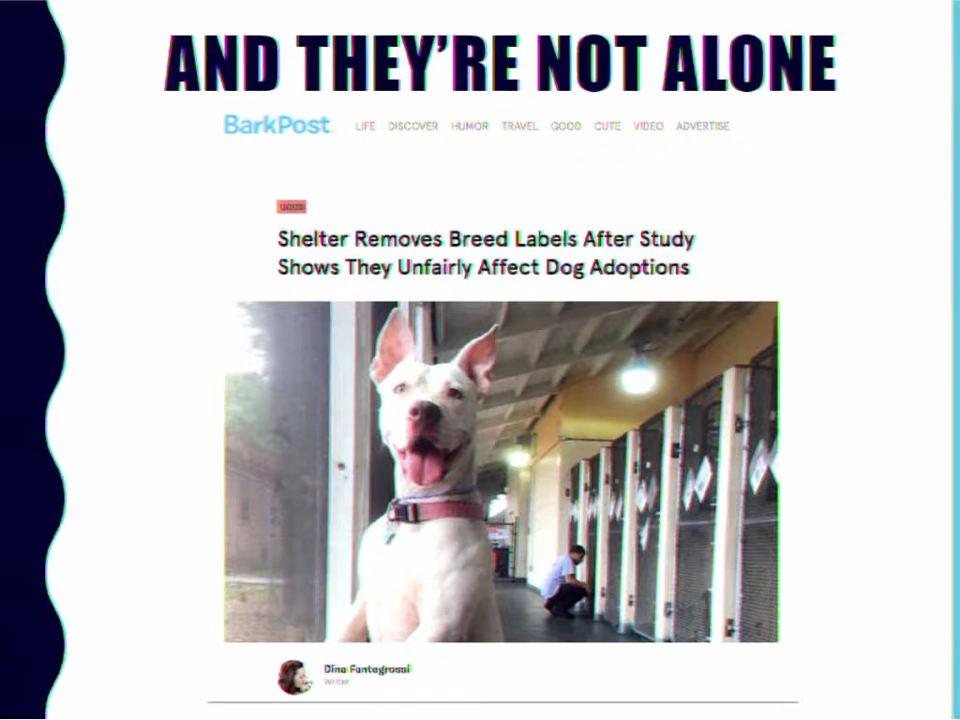 AND THEY'RE NOT ALONE
BarkPost
LIFE DISCOVER HUMOR TRAVEL GOOD CUTE VIDEO ADVERTISE
Shelter Removes Breed Labels After Study
Shows They Unfairly Affect Dog Adoptions
Dina Fantegrossi
Writer